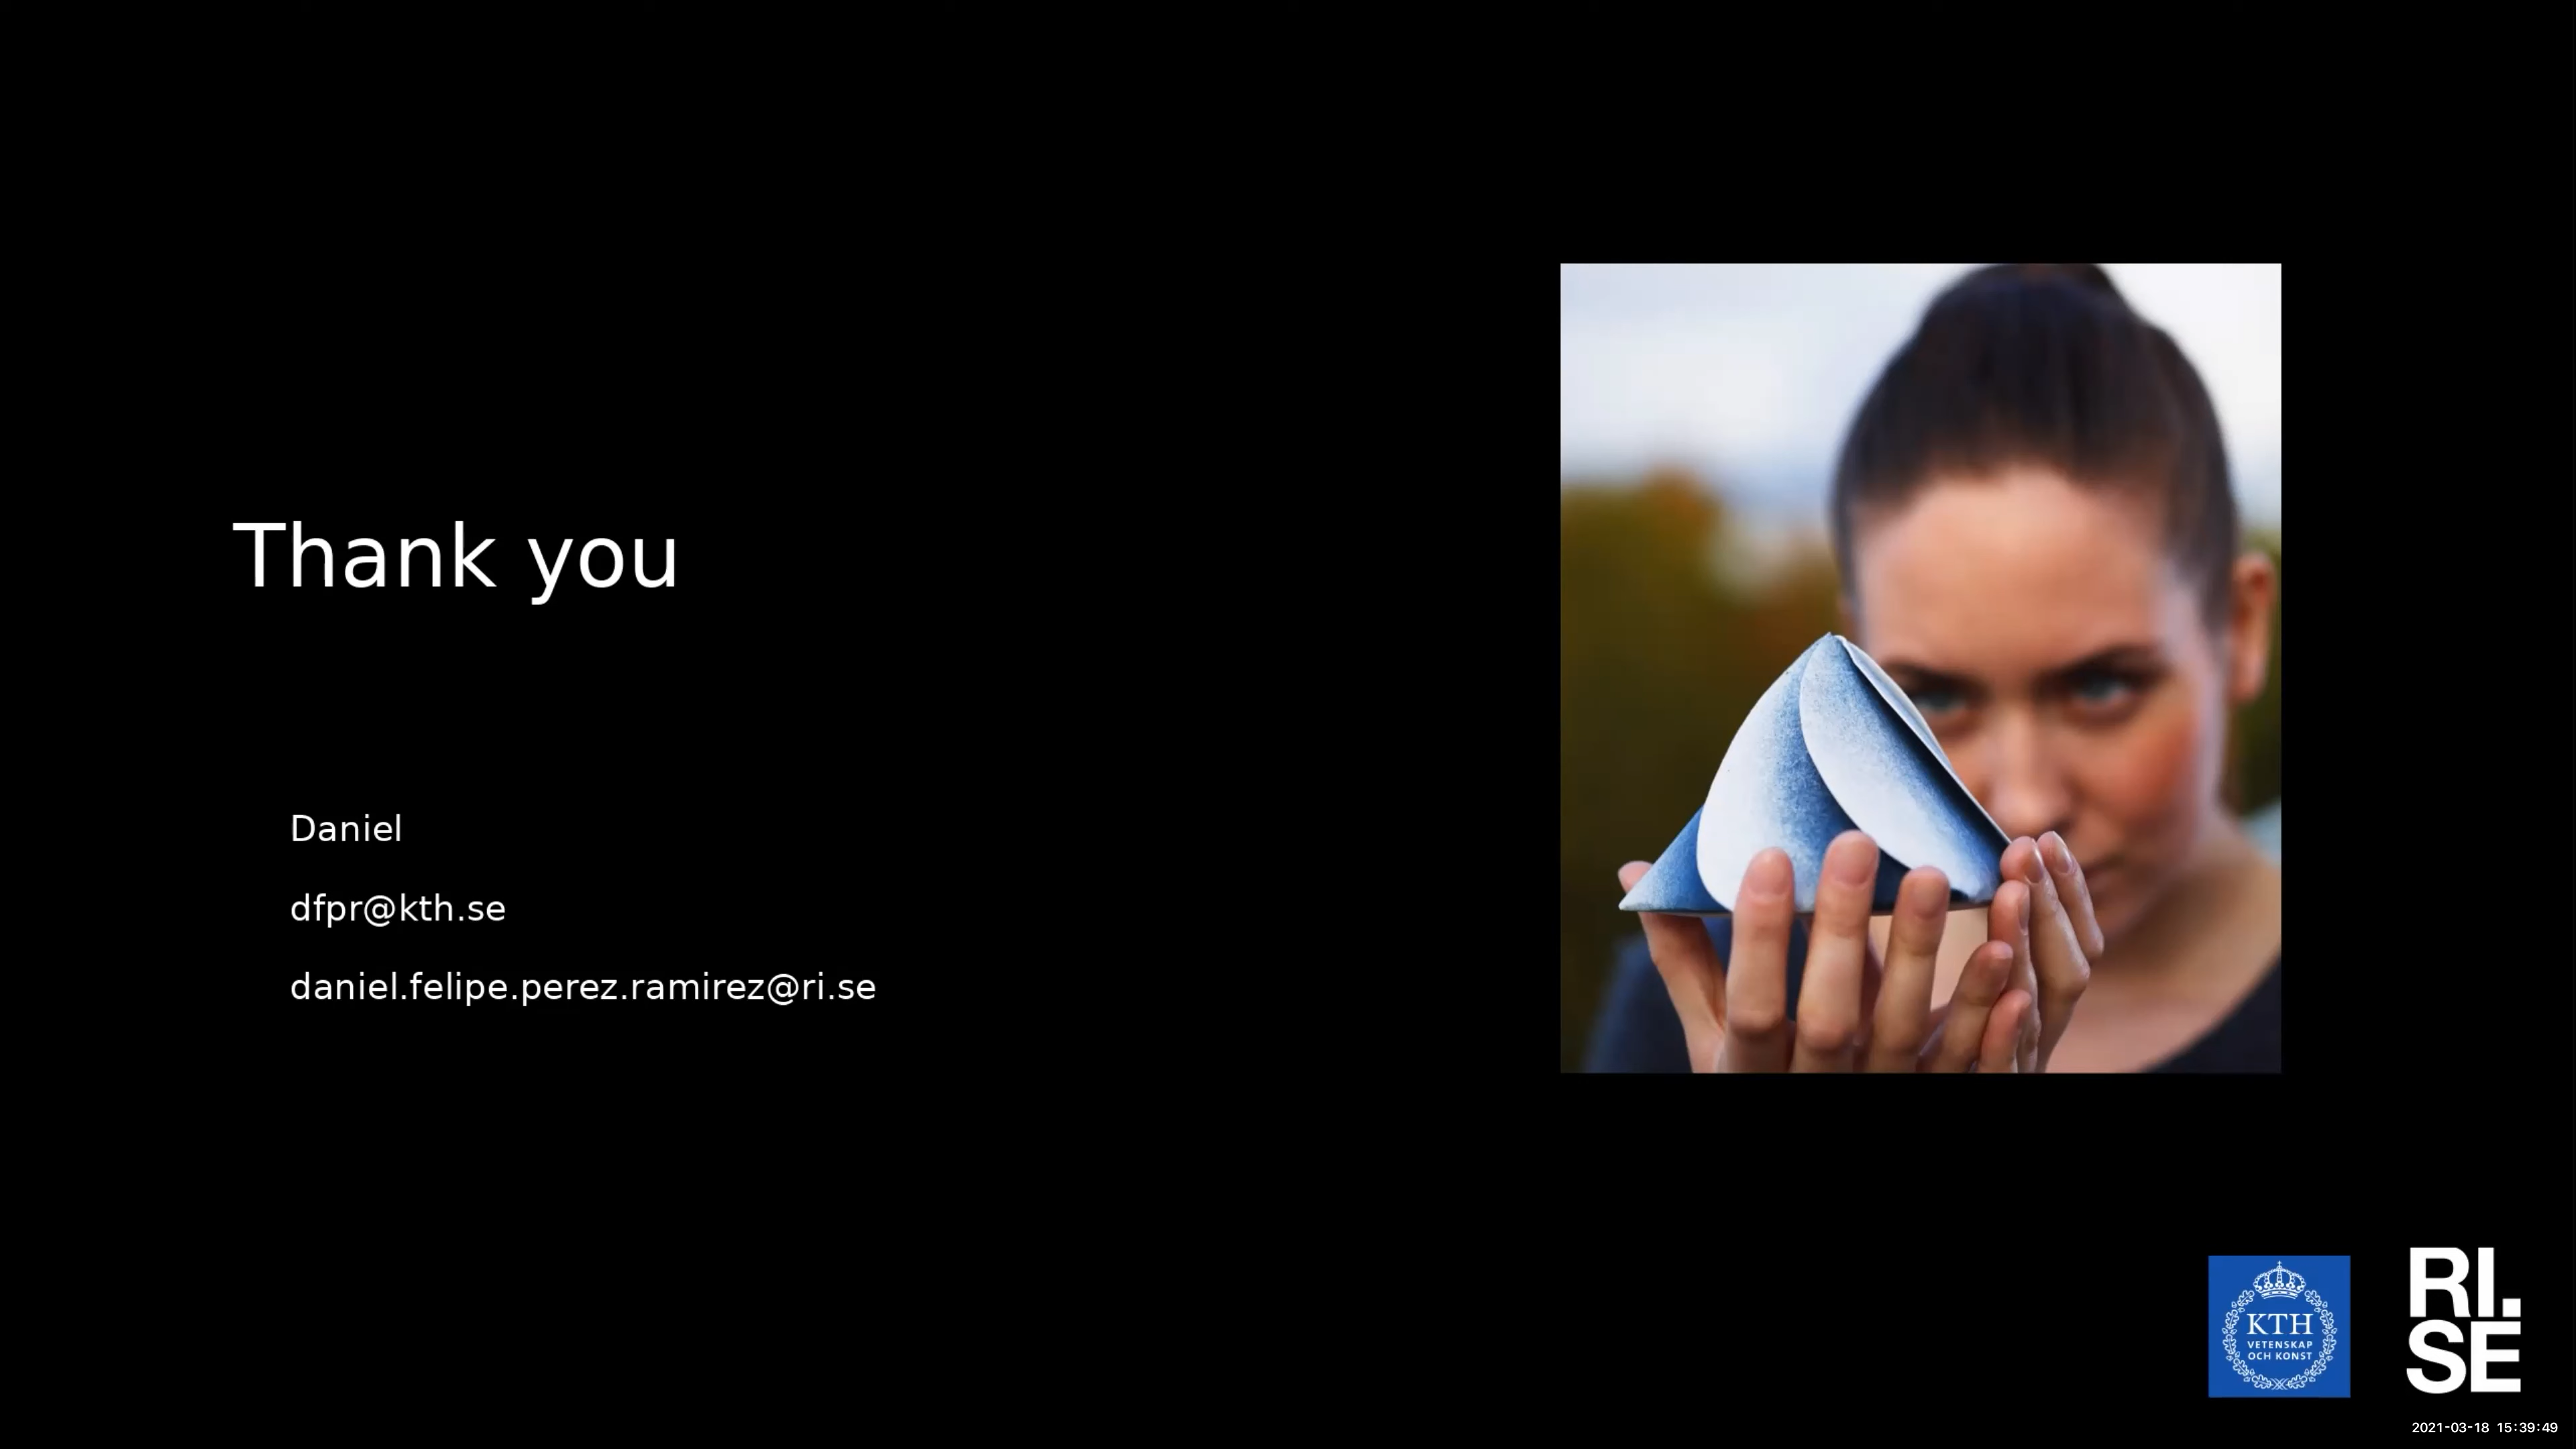 Thank you
Daniel
dfpr@kth.se
daniel.felipe.perez.ramirez@ri.se
KTH
VETENSKAP
OCH KONST
RI.
SE
2021-03-18 15:39:49